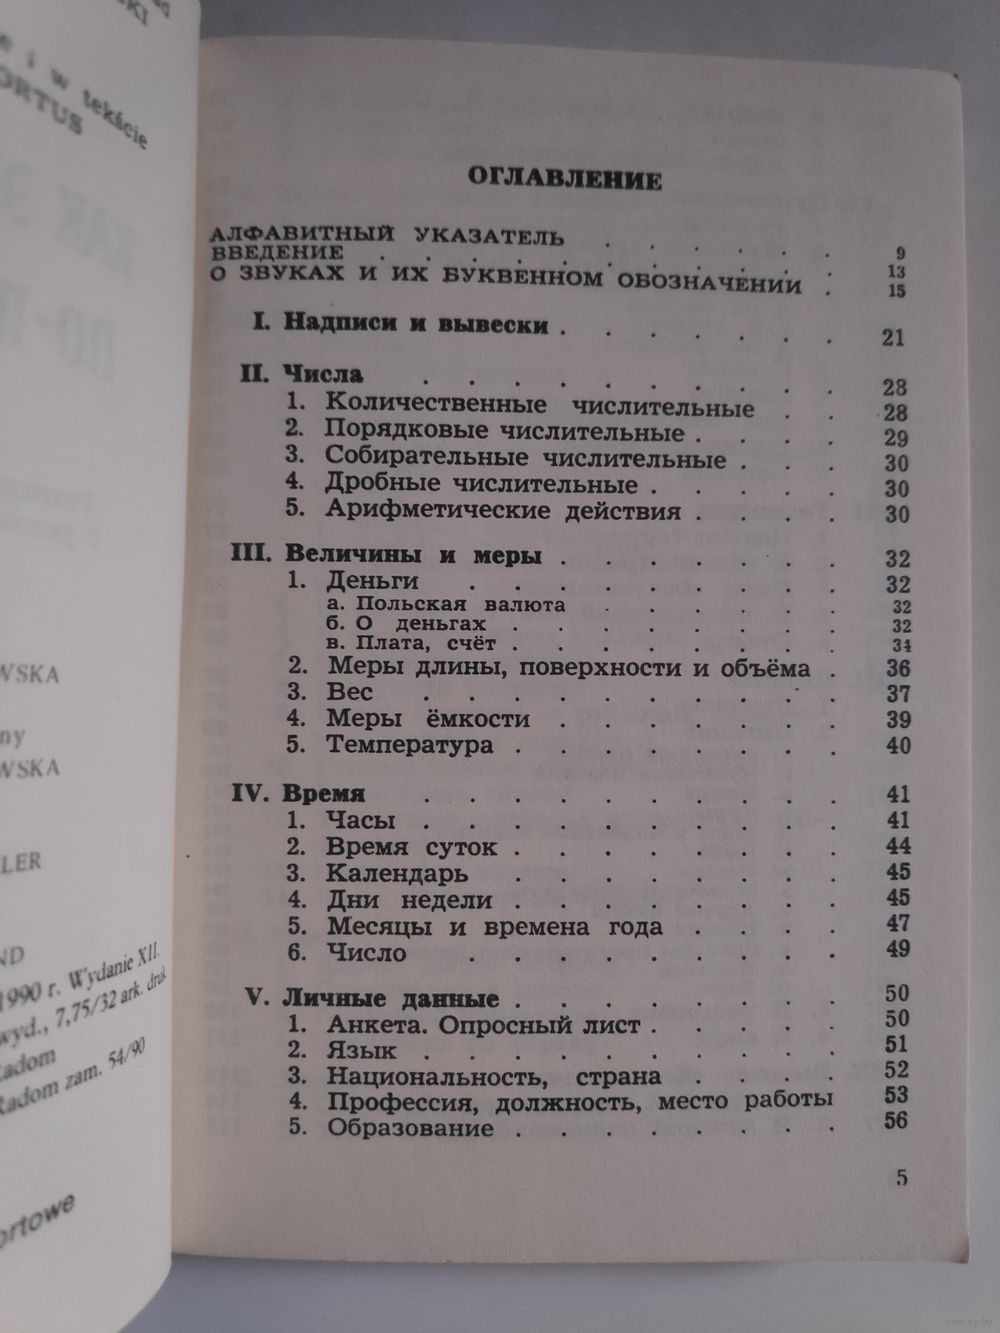 KI
e i w tekście
ORTUS
WSKA
ny
WSKA
LER
ND
1990 r. Wydanie XII.
wyd., 7,75/32 ark. druk
Radom
Radom zam. 54/90
ortowe
ОГЛАВЛЕНИЕ
АЛФАВИТНЫЙ УКАЗАТЕЛЬ . . . . . . 9
ВВЕДЕНИЕ . . . . . . . . . . 13
О ЗВУКАХ И ИХ БУКВЕННОМ ОБОЗНАЧЕНИИ . 15
I. Надписи и вывески . . . . . . . 21
II. Числа . . . . . . . . . . 28
1. Количественные числительные . . 28
2. Порядковые числительные . . . . 29
3. Собирательные числительные . . . 30
4. Дробные числительные . . . . . 30
5. Арифметические действия . . . . 30
III. Величины и меры . . . . . . . 32
1. Деньги . . . . . . . . . 32
а. Польская валюта . . . . . . 32
б. О деньгах . . . . . . . . 32
в. Плата, счёт . . . . . . . . 34
2. Меры длины, поверхности и объёма . 36
3. Вес . . . . . . . . . . 37
4. Меры ёмкости . . . . . . . 39
5. Температура . . . . . . . . 40
IV. Время . . . . . . . . . . 41
1. Часы . . . . . . . . . . 41
2. Время суток . . . . . . . . 44
3. Календарь . . . . . . . . 45
4. Дни недели . . . . . . . . 45
5. Месяцы и времена года . . . . 47
6. Число . . . . . . . . . 49
V. Личные данные . . . . . . . . 50
1. Анкета. Опросный лист . . . . . 50
2. Язык . . . . . . . . . . 51
3. Национальность, страна . . . . 52
4. Профессия, должность, место работы 53
5. Образование . . . . . . . . 56
5
www.ay.by